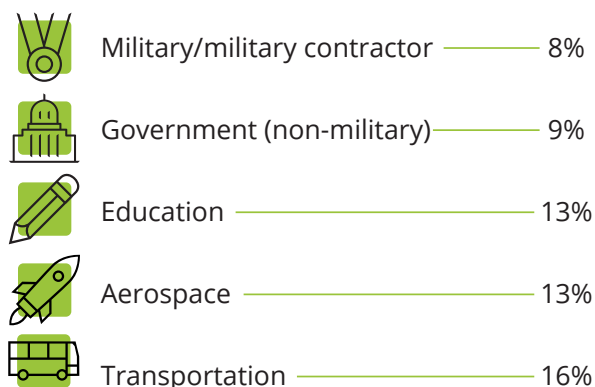 Military/military contractor 8%
Government (non-military) 9%
Education 13%
Aerospace 13%
Transportation 16%